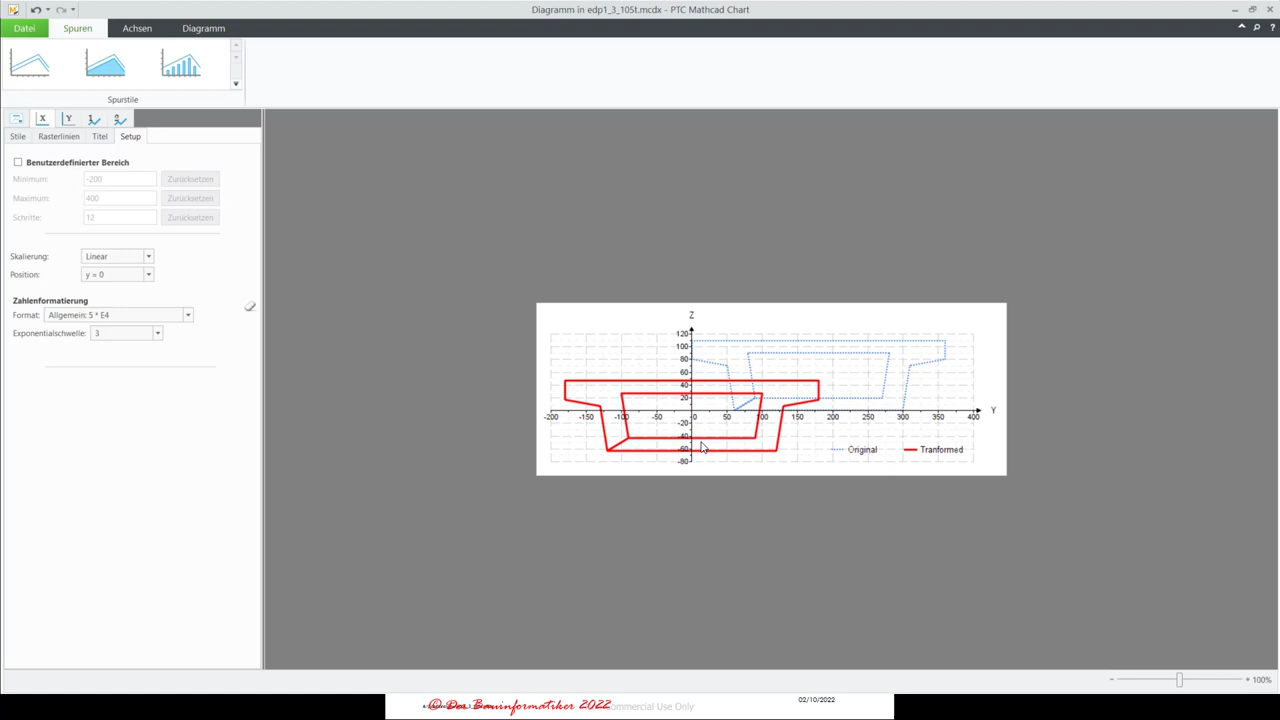 Diagramm in edp1_3_105t.mcdx - PTC Mathcad Chart
Datei Spuren Achsen Diagramm
Spurstile
X Y 1 2
Stile Rasterlinien Titel Setup
Benutzerdefinierter Bereich
Minimum: -200 Zurücksetzen
Maximum: 400 Zurücksetzen
Schritte: 12 Zurücksetzen
Skalierung: Linear
Position: y = 0
Zahlenformatierung
Format: Allgemein: 5 * E4
Exponentialschwelle: 3
Z
120
100
80
60
40
20
-200 -150 -100 -50 -0 50 100 150 200 250 300 350 400 Y
-40
-60
-80
Original Tranformed
- + 100%
© Der Bauinformatiker 2022
Commercial Use Only
02/10/2022